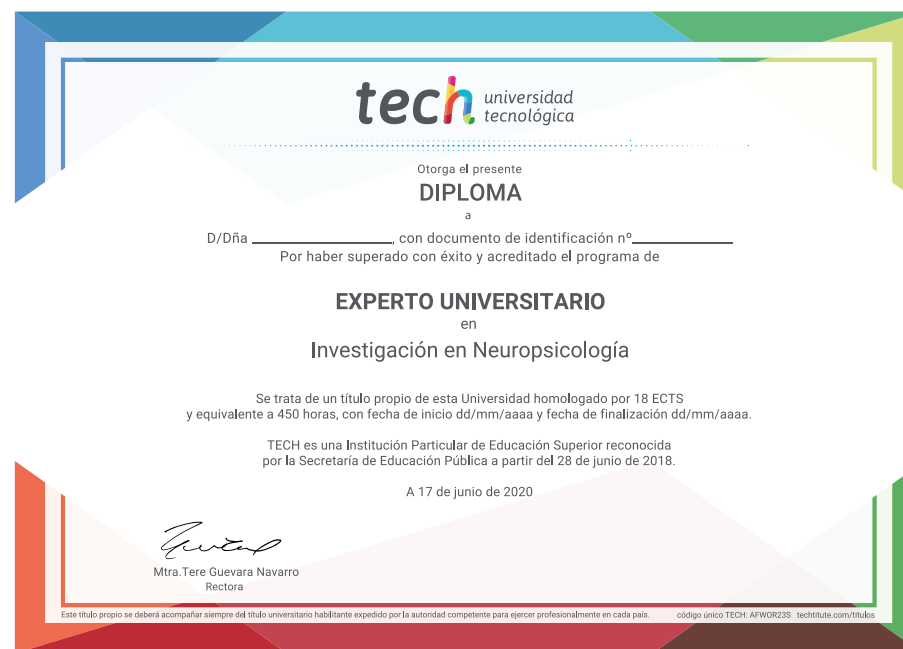 tech universidad
tecnológica
Otorga el presente
DIPLOMA
a
D/Dña ____________________, con documento de identificación nº______________
Por haber superado con éxito y acreditado el programa de
EXPERTO UNIVERSITARIO
en
Investigación en Neuropsicología
Se trata de un título propio de esta Universidad homologado por 18 ECTS
y equivalente a 450 horas, con fecha de inicio dd/mm/aaaa y fecha de finalización dd/mm/aaaa.
TECH es una Institución Particular de Educación Superior reconocida
por la Secretaría de Educación Pública a partir del 28 de junio de 2018.
A 17 de junio de 2020
Mtra.Tere Guevara Navarro
Rectora
Este título propio se deberá acompañar siempre del título universitario habilitante expedido por la autoridad competente para ejercer profesionalmente en cada país. código único TECH: AFWOR23S techtitute.com/titulos